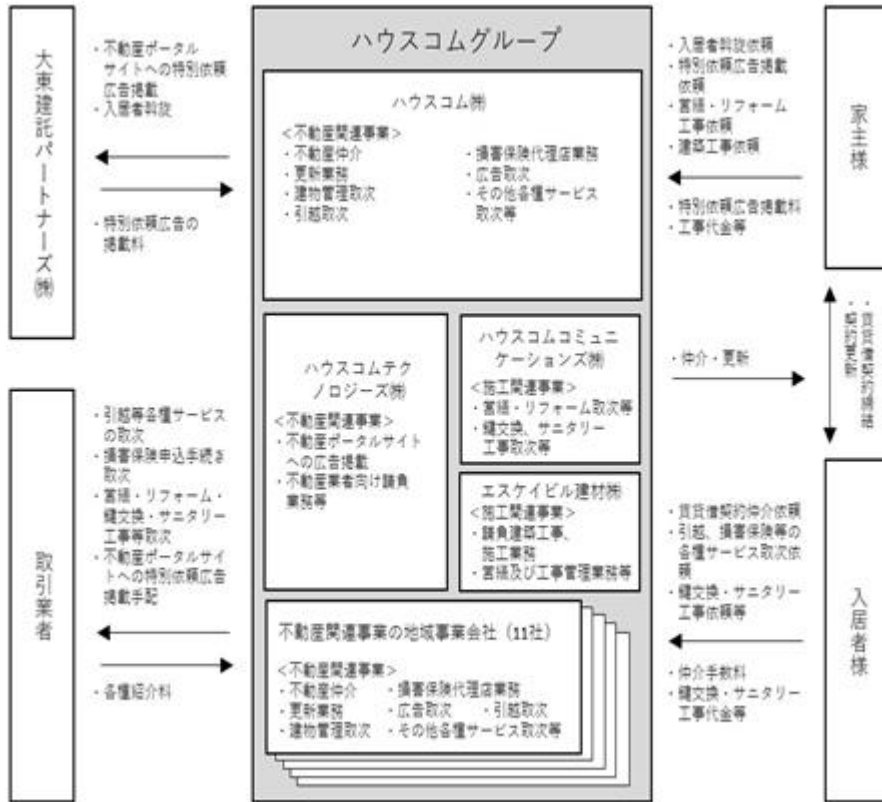 大東建託パートナーズ㈱
・不動産ポータル
サイトへの特別依頼
広告掲載
・入居者斡旋
・特別依頼広告の
掲載料
取引業者
・引越等各種サービス
の取次
・損害保険申込手続き
取次
・営繕・リフォーム・
鍵交換・サニタリー
工事等取次
・不動産ポータルサイ
トへの特別依頼広告
掲載手配
・各種紹介料
ハウスコムグループ
ハウスコム㈱
<不動産関連事業>
・不動産仲介
・更新業務
・建物管理取次
・引越取次
・損害保険代理店業務
・広告取次
・その他各種サービス
取次等
ハウスコムテク
ノロジーズ㈱
<不動産関連事業>
・不動産ポータルサイト
への広告掲載
・不動産業者向け請負
業務等
ハウスコムコミュニ
ケーションズ㈱
<施工関連事業>
・営繕・リフォーム取次等
・鍵交換、サニタリー
工事取次等
エスケイビル建材㈱
<施工関連事業>
・請負建築工事、
施工業務
・営繕及び工事管理業務等
不動産関連事業の地域事業会社（11社）
<不動産関連事業>
・不動産仲介　・損害保険代理店業務
・更新業務　・広告取次　・引越取次
・建物管理取次　・その他各種サービス取次等
・入居者斡旋依頼
・特別依頼広告掲載
依頼
・営繕・リフォーム
工事依頼
・建築工事依頼
・特別依頼広告掲載料
・工事代金等
家主様
・仲介・更新
・賃貸借契約締結
・契約更新
・賃貸借契約仲介依頼
・引越、損害保険等の
各種サービス取次依
頼
・鍵交換・サニタリー
工事依頼等
・仲介手数料
・鍵交換・サニタリー
工事代金等
入居者様